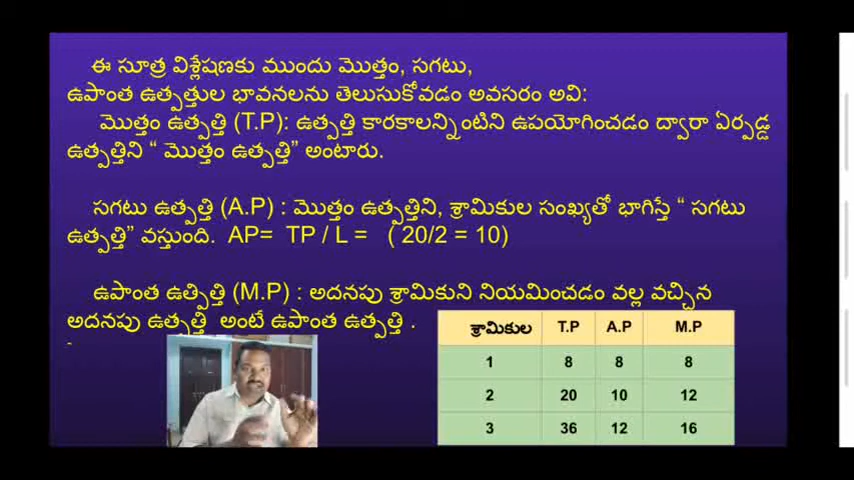 ఈ సూత్ర విశ్లేషణకు ముందు మొత్తం, సగటు,
ఉపాంత ఉత్పత్తుల భావనలను తెలుసుకోవడం అవసరం అవి:
మొత్తం ఉత్పత్తి (T.P): ఉత్పత్తి కారకాలన్నింటిని ఉపయోగించడం ద్వారా ఏర్పడ్డ
ఉత్పత్తిని “ మొత్తం ఉత్పత్తి” అంటారు.
సగటు ఉత్పత్తి (A.P) : మొత్తం ఉత్పత్తిని, శ్రామికుల సంఖ్యతో భాగిస్తే “ సగటు
ఉత్పత్తి” వస్తుంది. AP= TP / L = ( 20/2 = 10)
ఉపాంత ఉత్పిత్తి (M.P) : అదనపు శ్రామికుని నియమించడం వల్ల వచ్చిన
అదనపు ఉత్పత్తి అంటే ఉపాంత ఉత్పత్తి .
శ్రామికుల T.P A.P M.P
1 8 8 8
2 20 10 12
3 36 12 16